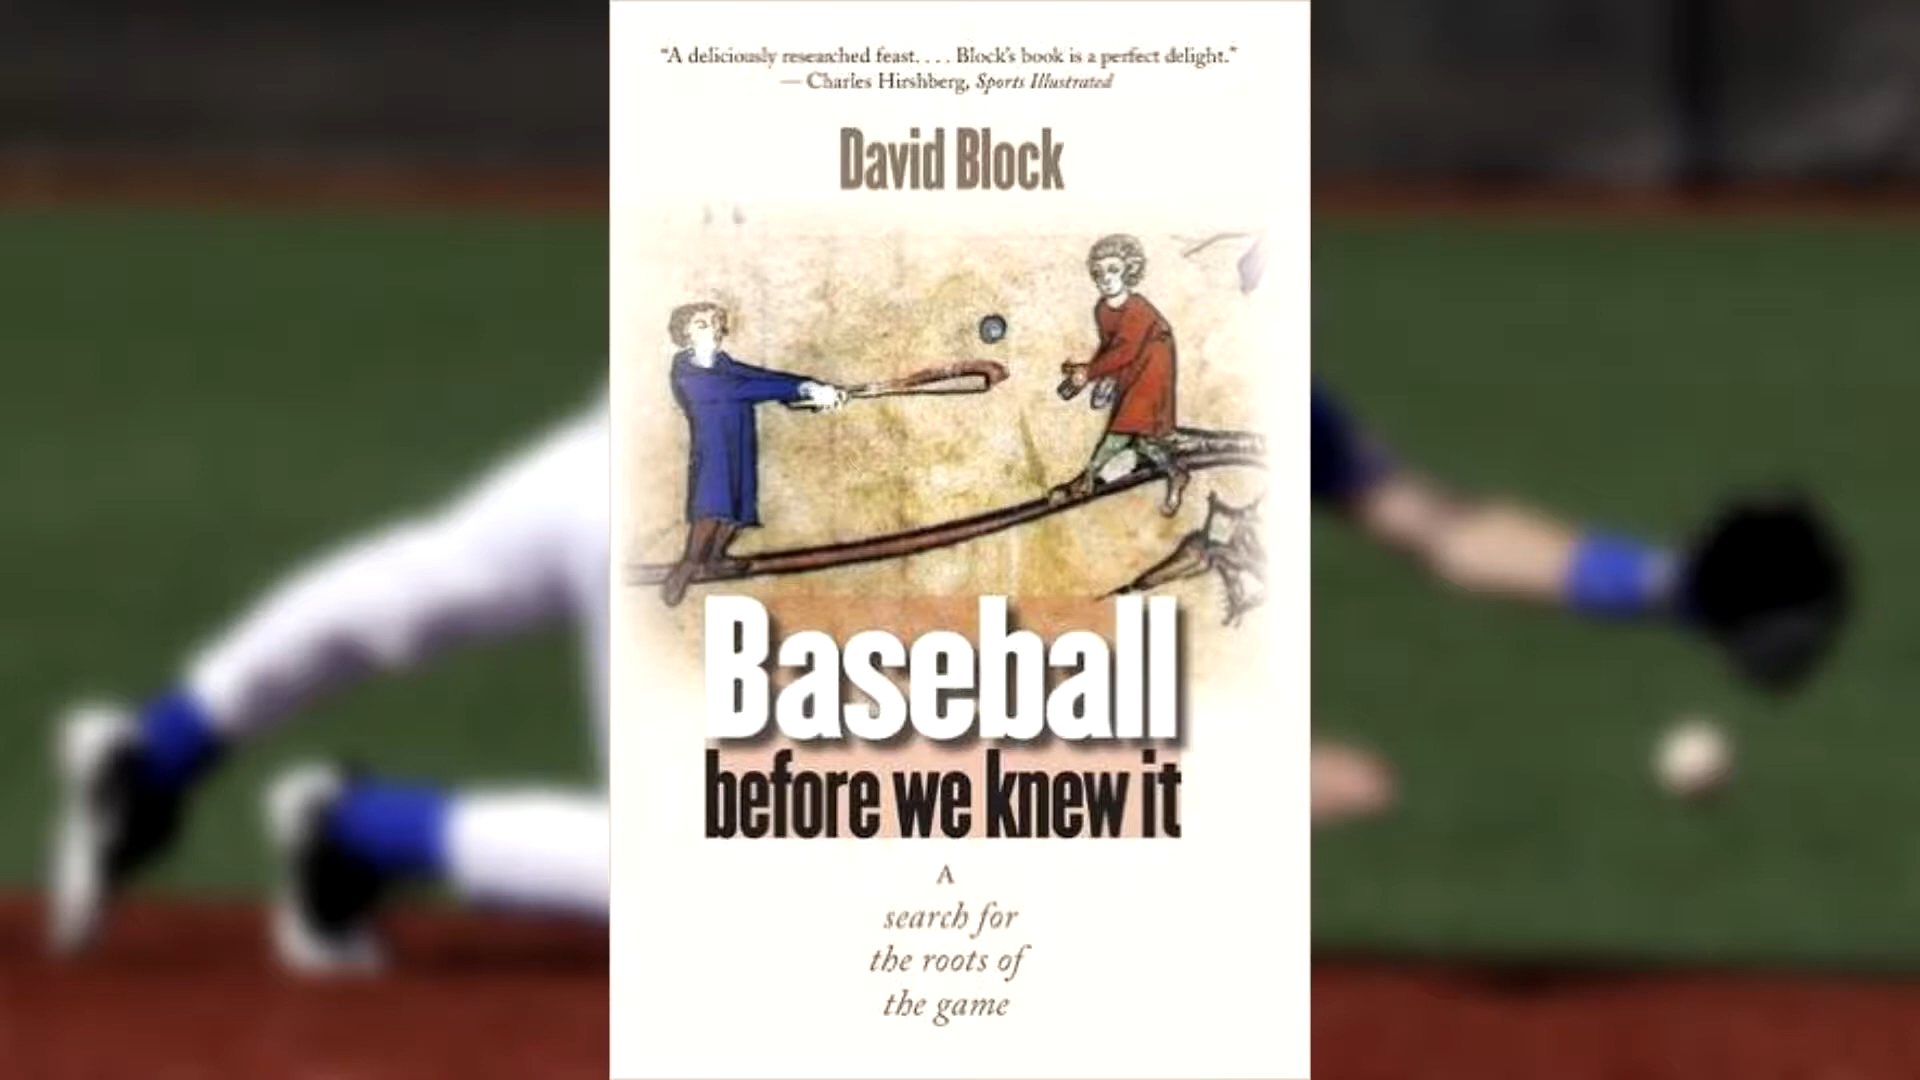 “A deliciously researched feast. . . . Block’s book is a perfect delight.”
— Charles Hirshberg, Sports Illustrated
David Block
Baseball
before we knew it
A
search for
the roots of
the game